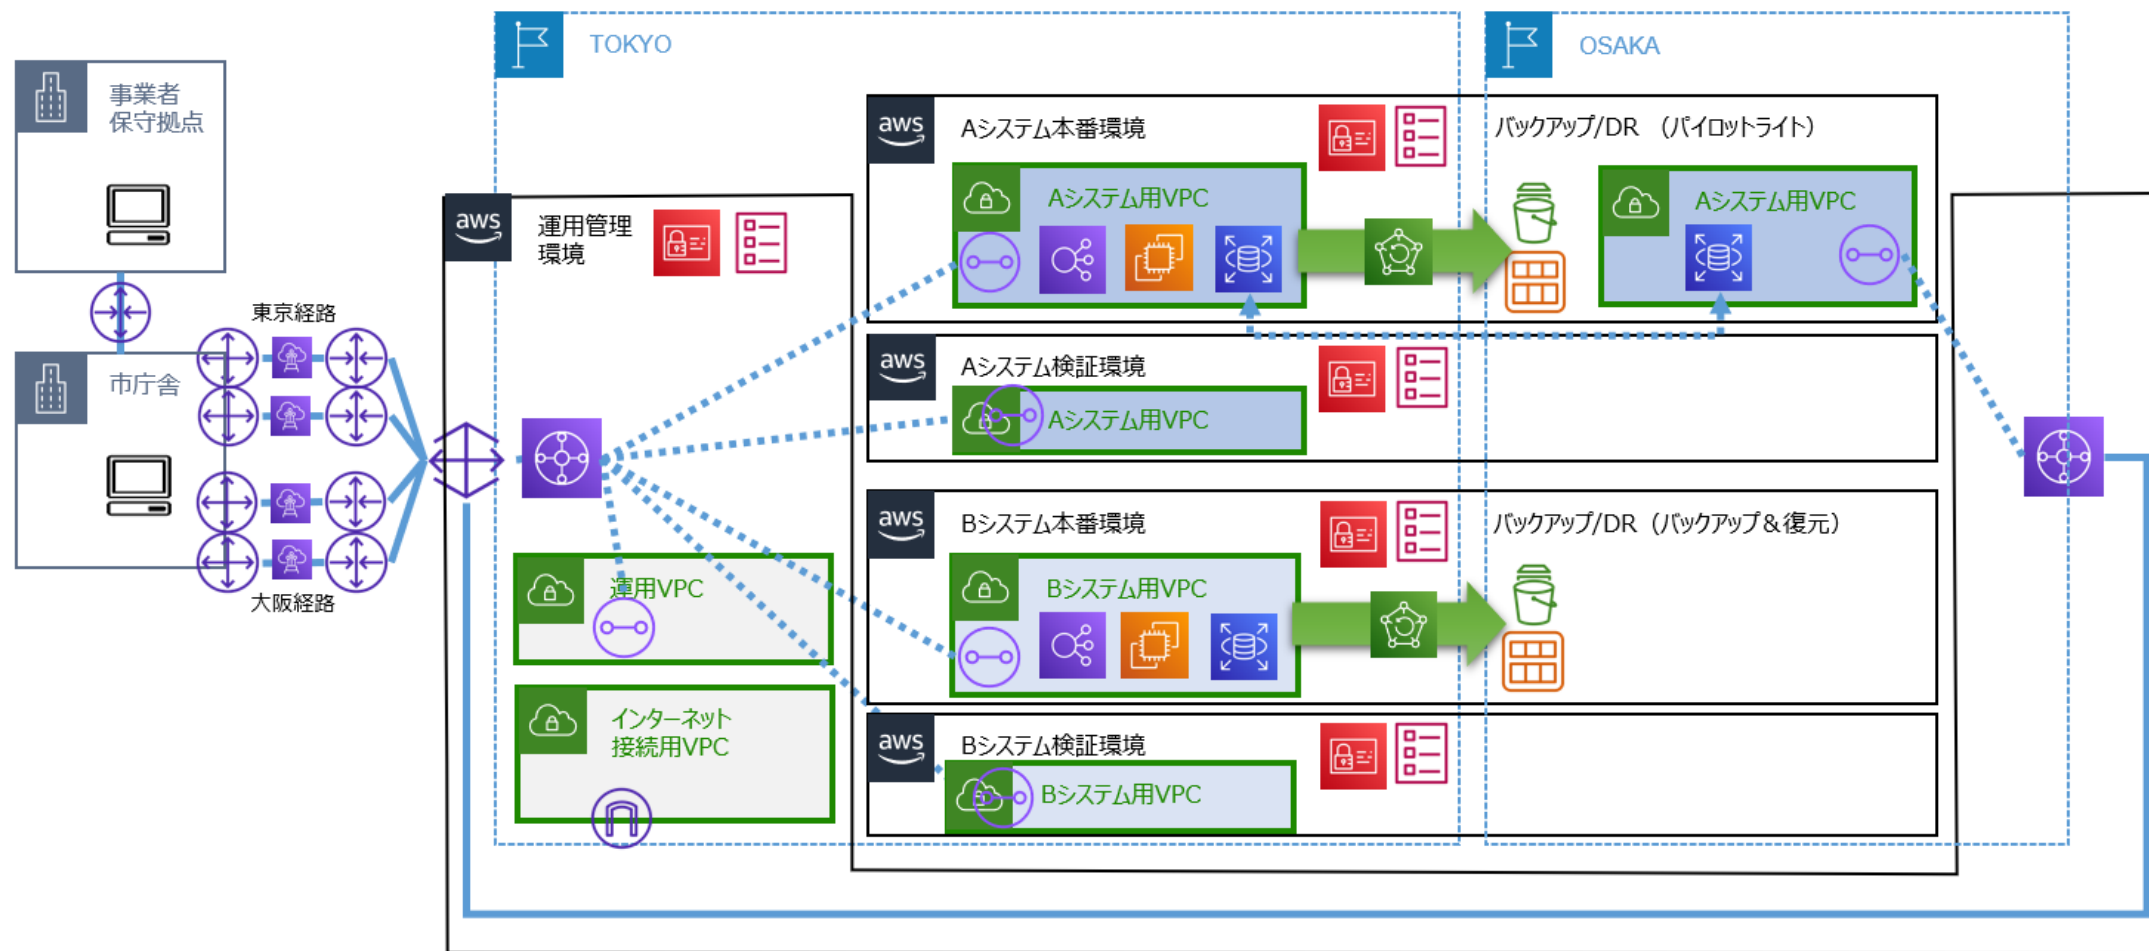 TOKYO
OSAKA
事業者
保守拠点
市庁舎
東京経路
大阪経路
aws
運用管理
環境
運用VPC
インターネット
接続用VPC
aws
Aシステム本番環境
Aシステム用VPC
バックアップ/DR （パイロットライト）
Aシステム用VPC
aws
Aシステム検証環境
Aシステム用VPC
aws
Bシステム本番環境
Bシステム用VPC
バックアップ/DR（バックアップ＆復元）
aws
Bシステム検証環境
Bシステム用VPC